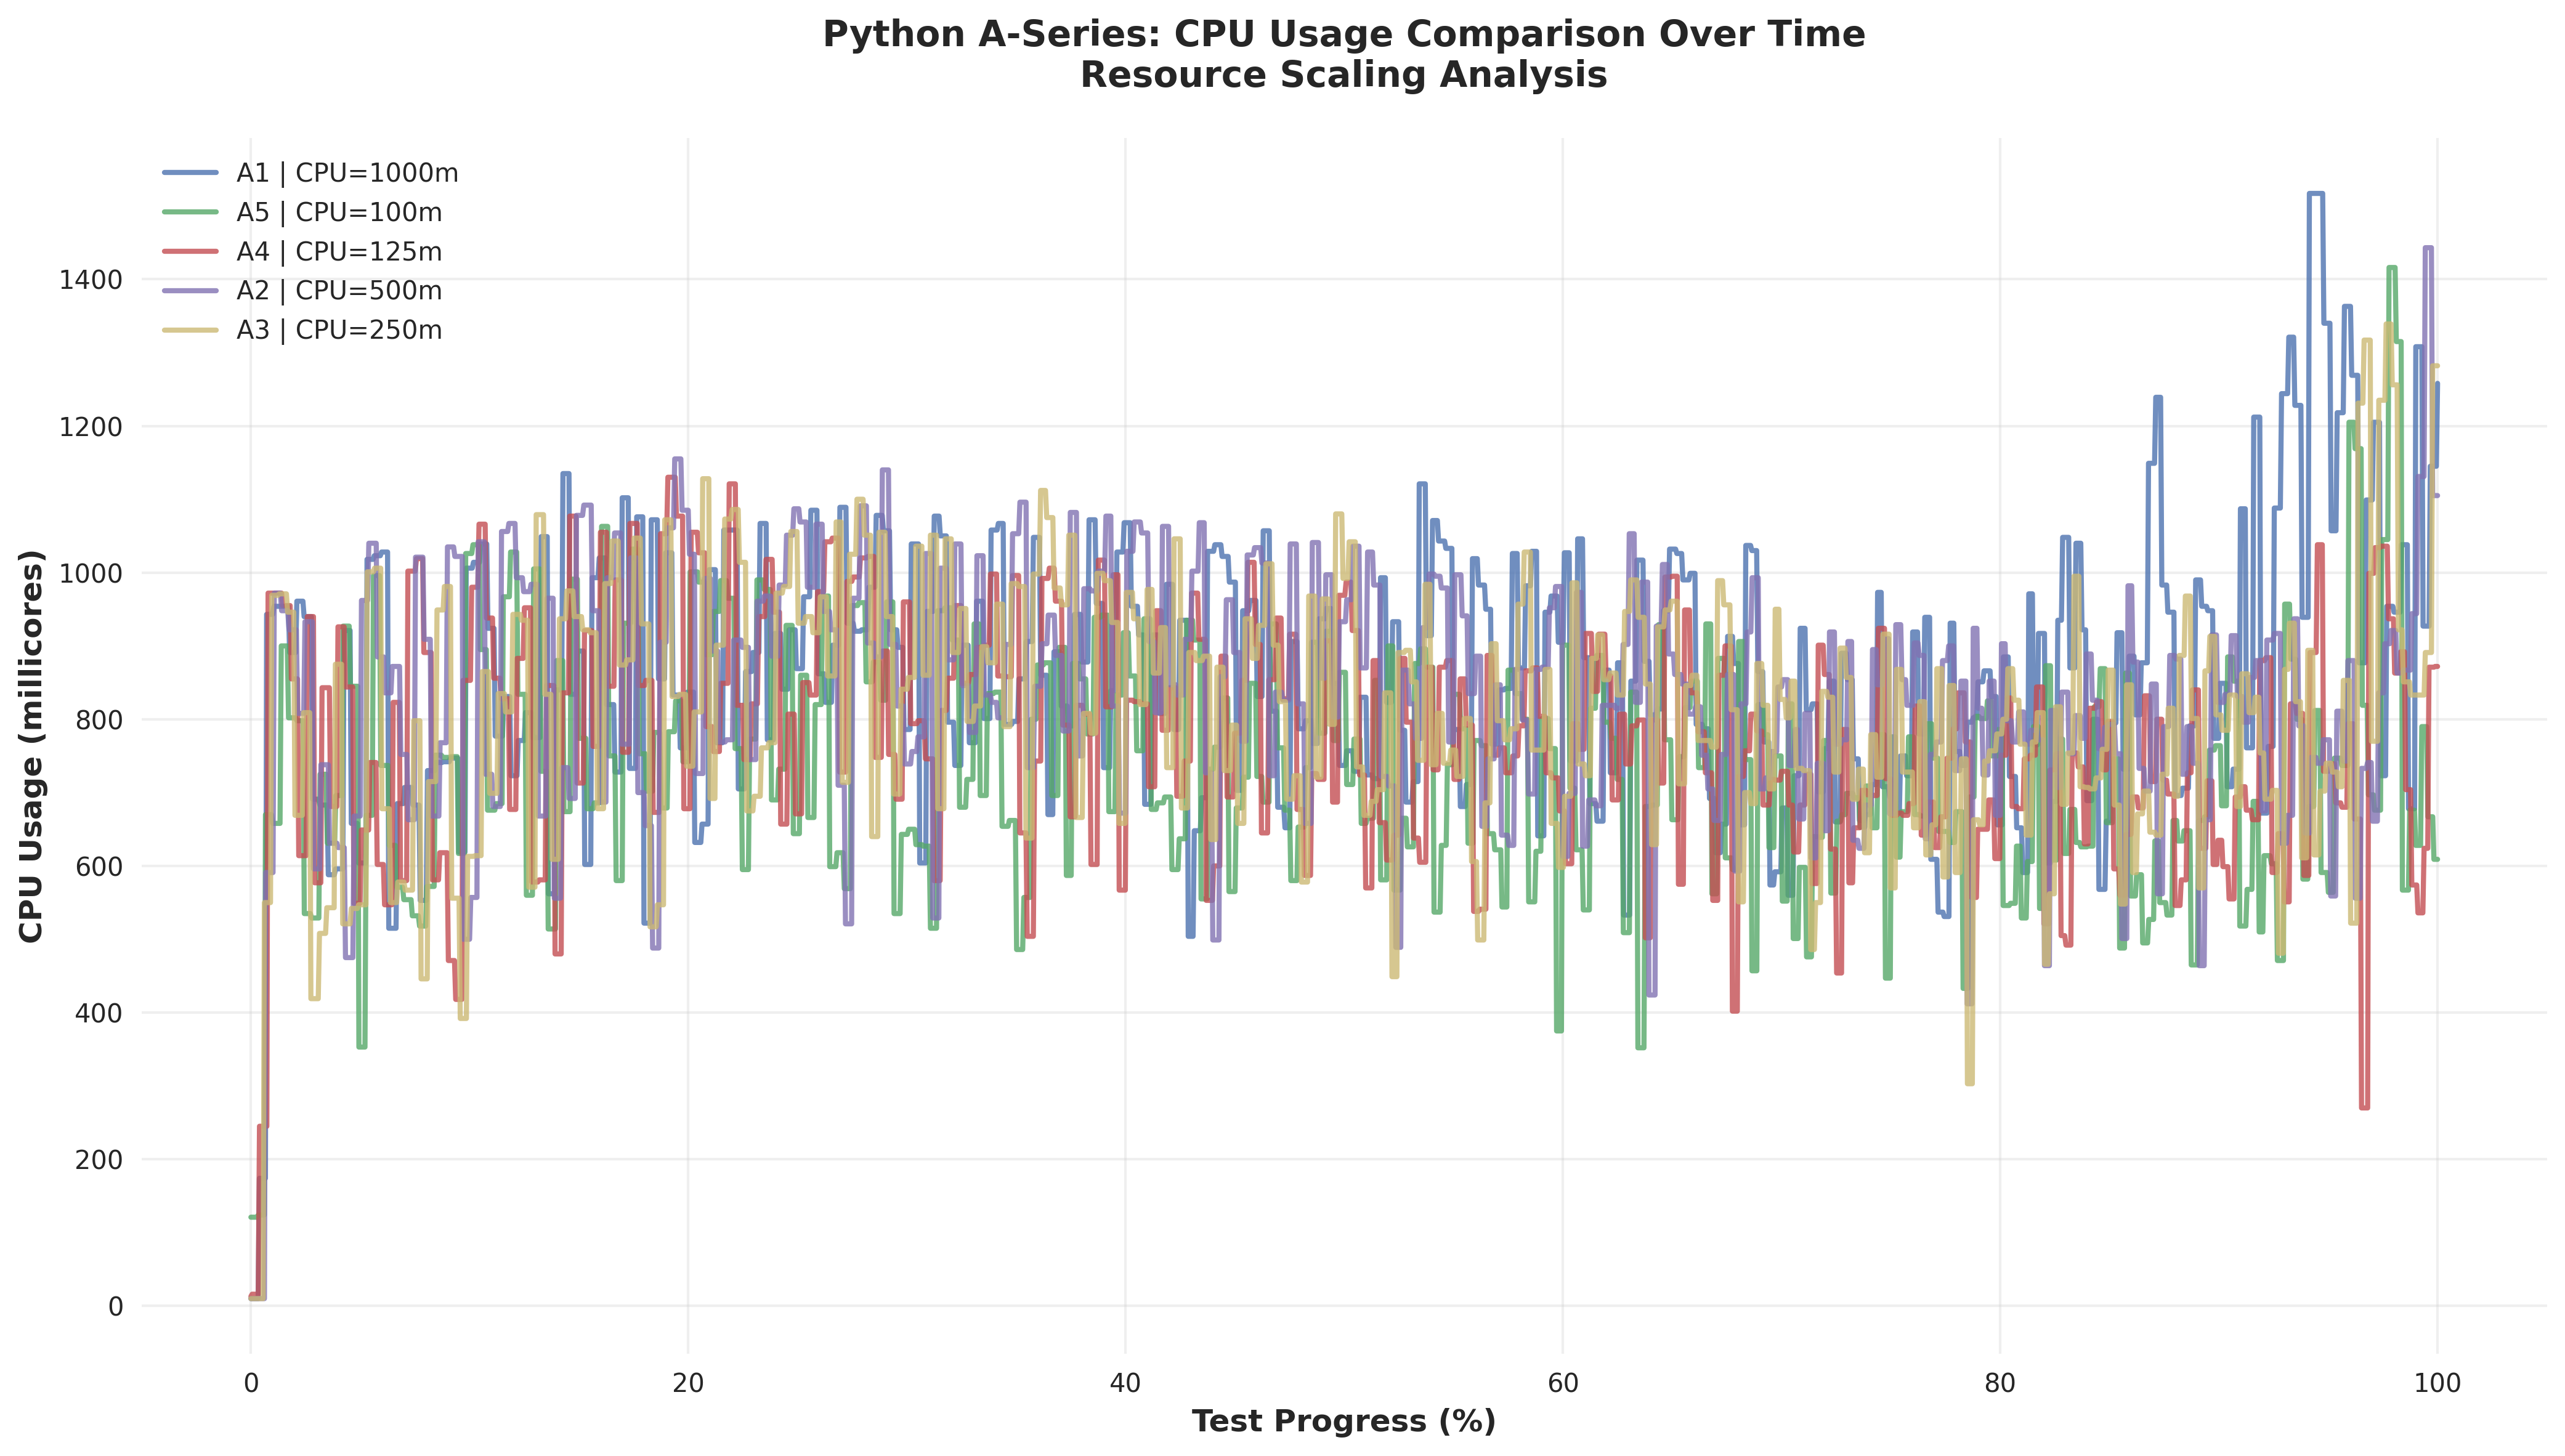 Python A-Series: CPU Usage Comparison Over Time
Resource Scaling Analysis
A1 | CPU=1000m
A5 | CPU=100m
A4 | CPU=125m
A2 | CPU=500m
A3 | CPU=250m
CPU Usage (millicores)
1400
1200
1000
800
600
400
200
0
0 20 40 60 80 100
Test Progress (%)